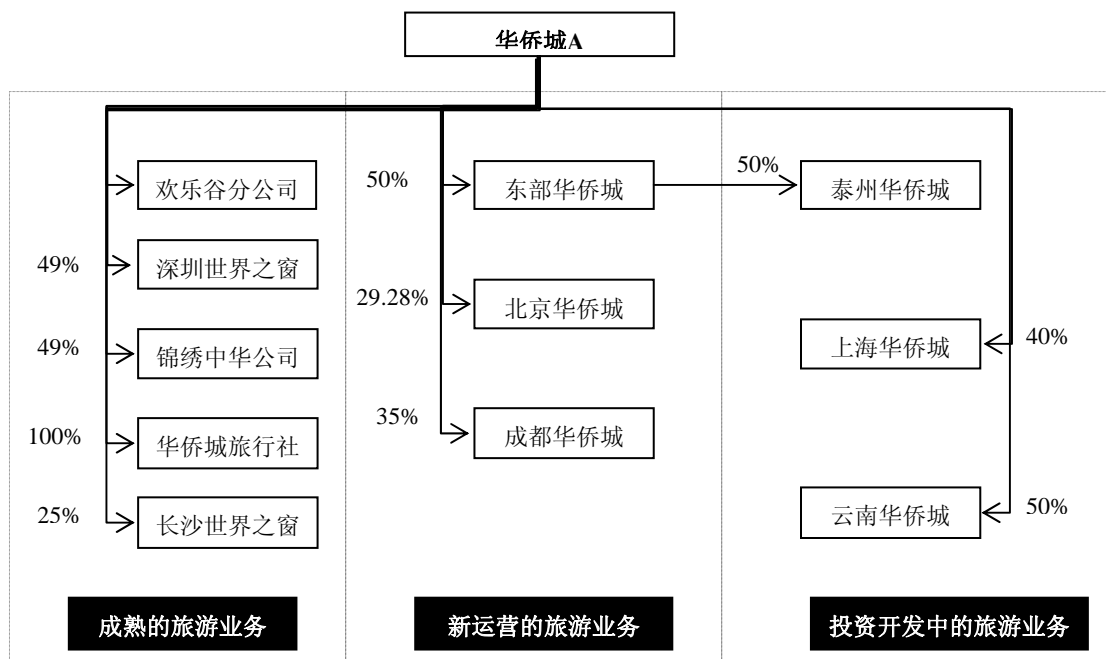 华侨城A
欢乐谷分公司
49%
深圳世界之窗
49%
锦绣中华公司
100%
华侨城旅行社
25%
长沙世界之窗
成熟的旅游业务
50%
东部华侨城
29.28%
北京华侨城
35%
成都华侨城
新运营的旅游业务
50%
泰州华侨城
上海华侨城
40%
云南华侨城
50%
投资开发中的旅游业务